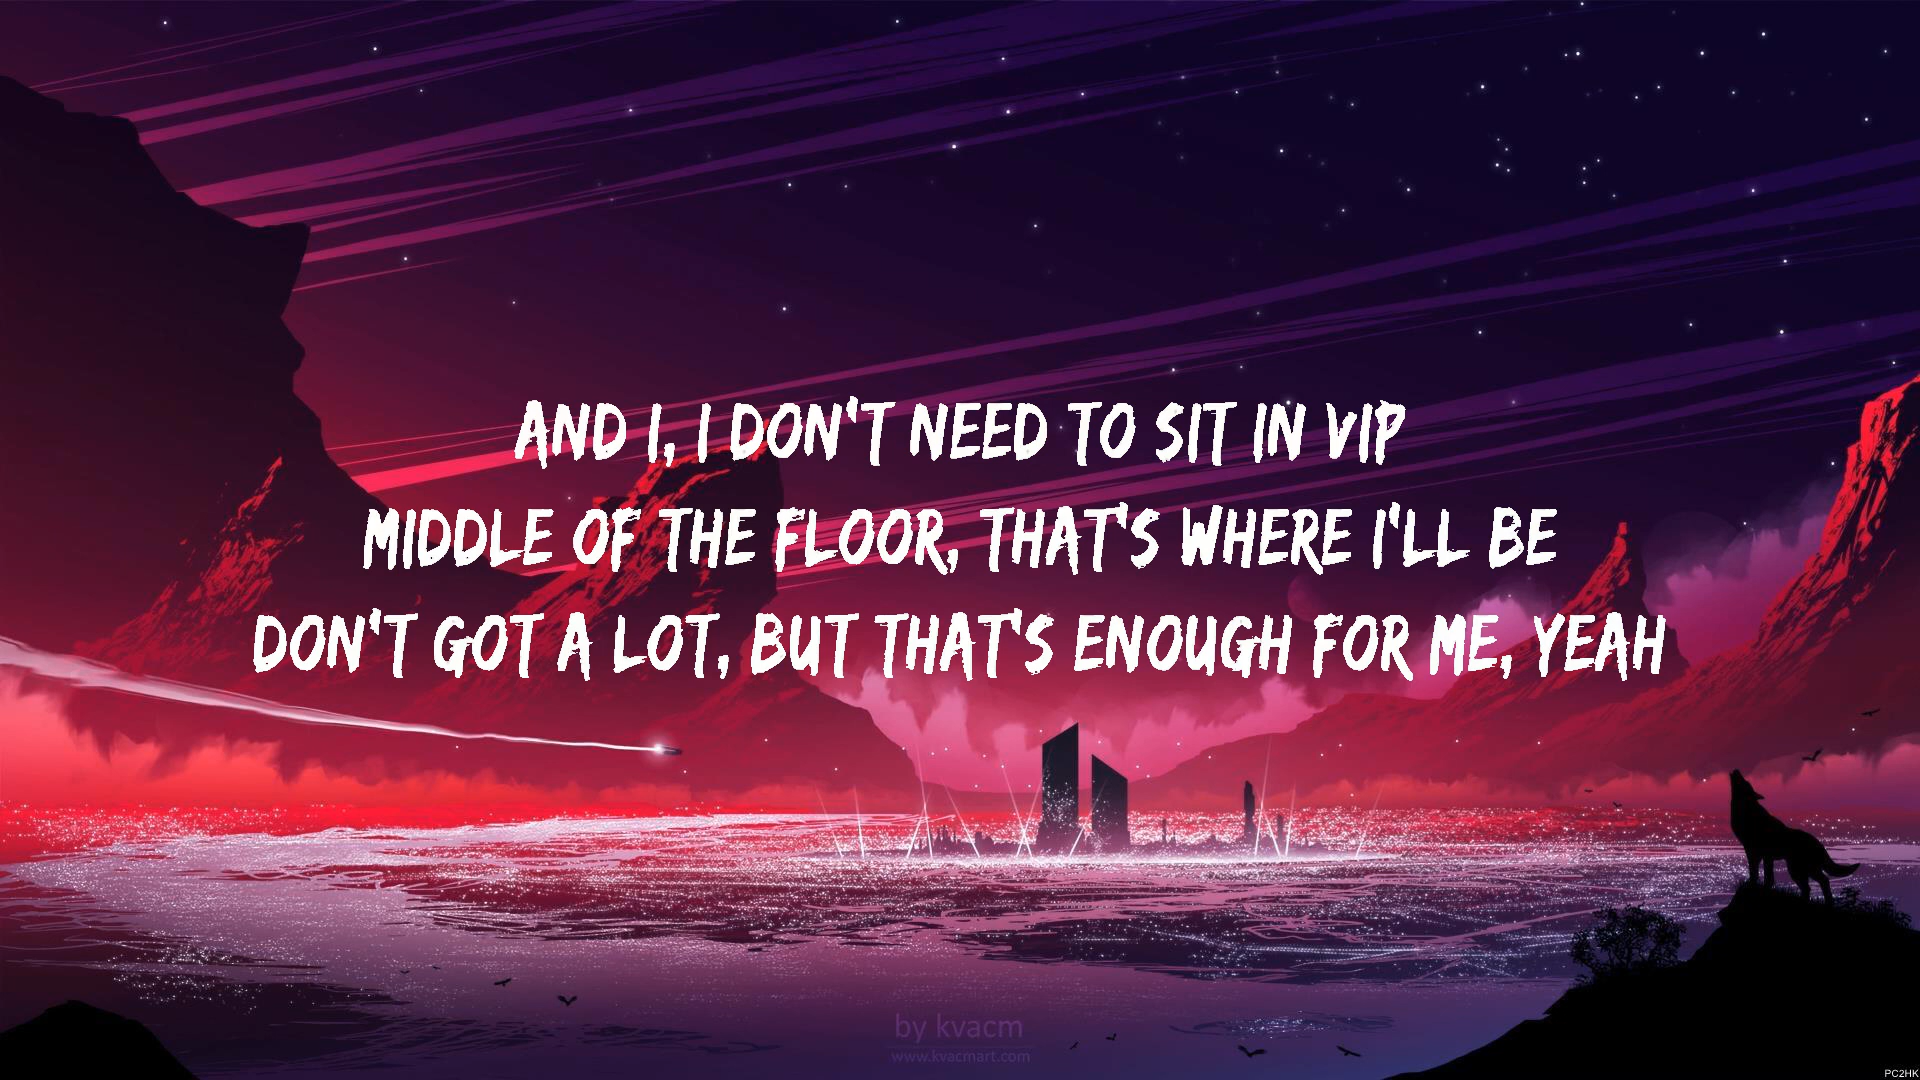 AND I, I DON'T NEED TO SIT IN VIP
MIDDLE OF THE FLOOR, THAT'S WHERE I'LL BE
DON'T GOT A LOT, BUT THAT'S ENOUGH FOR ME, YEAH
by kvacm
www.kvacmart.com
PC2HK